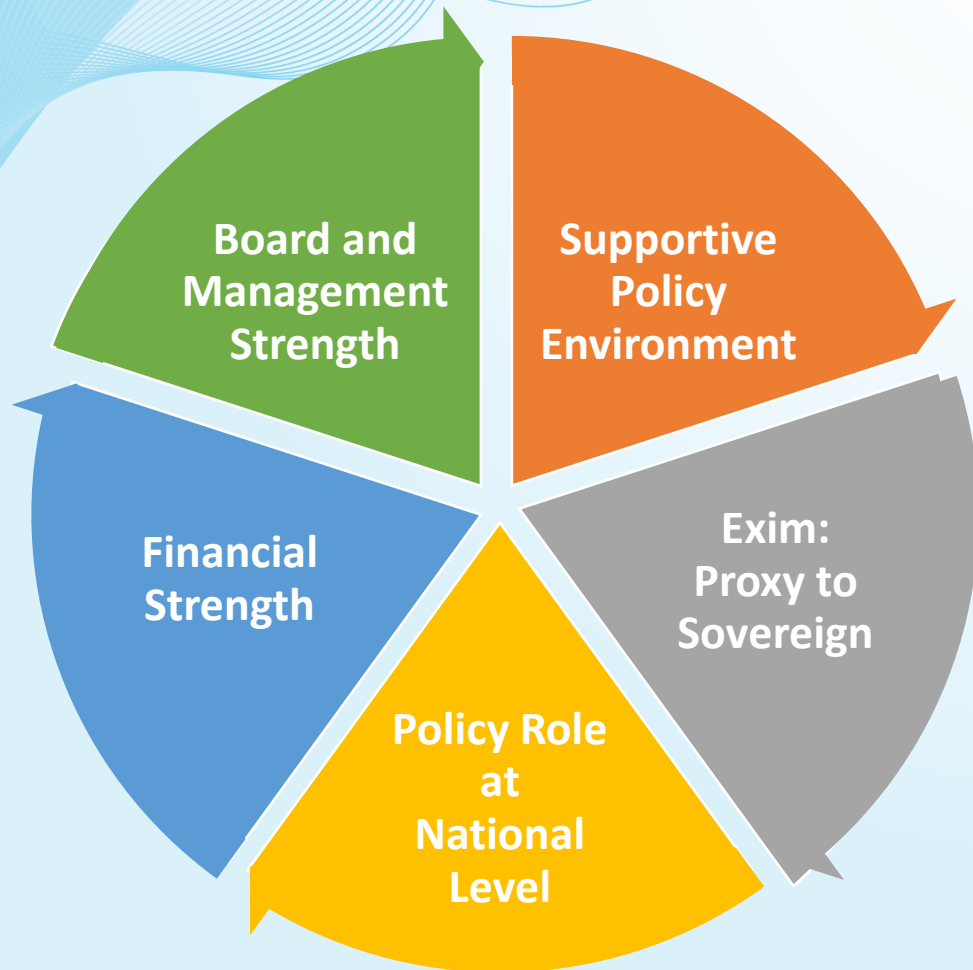 Board and
Management
Strength
Supportive
Policy
Environment
Exim:
Proxy to
Sovereign
Policy Role
at
National
Level
Financial
Strength